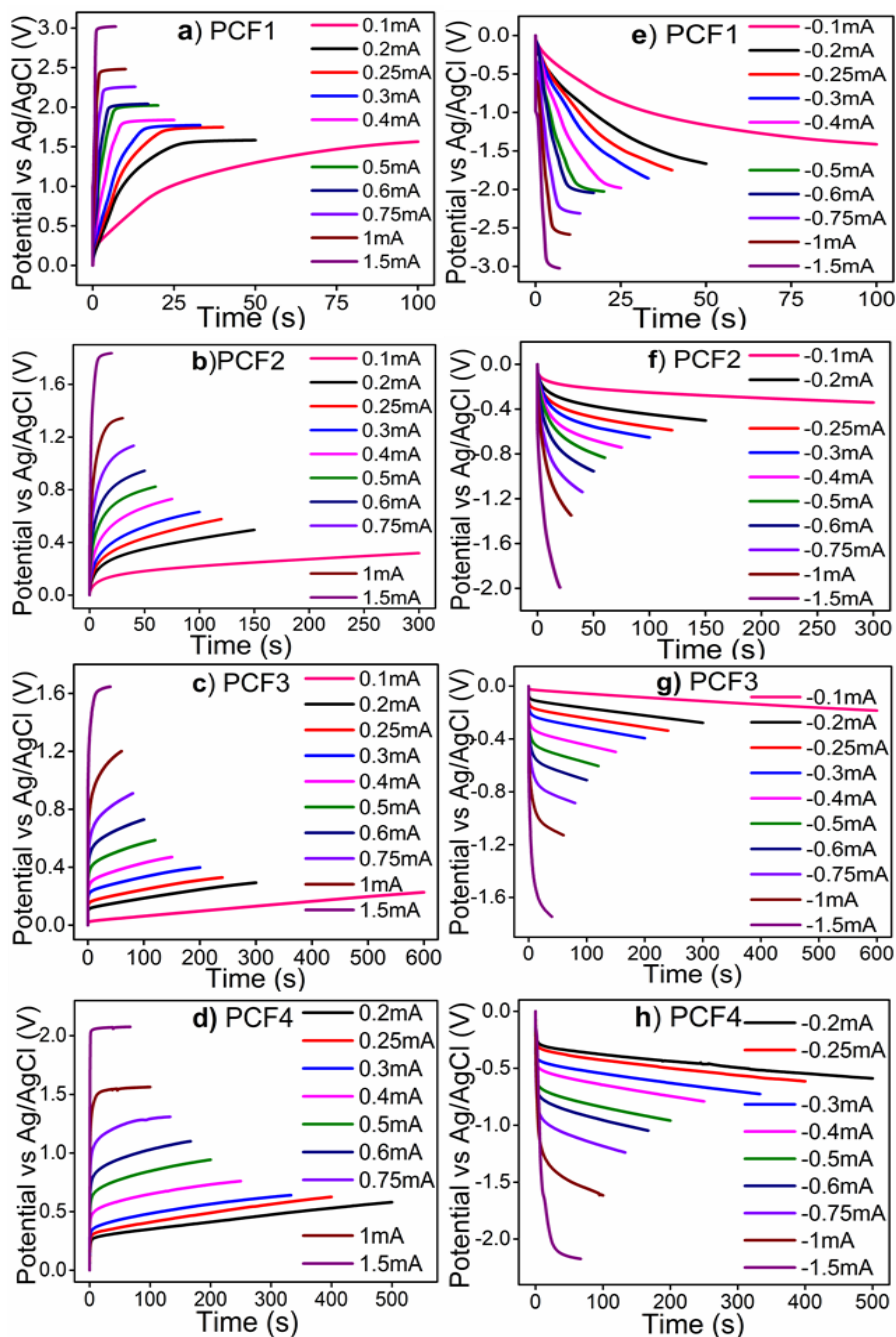 a) PCF1
Potential vs Ag/AgCl (V)
3.0
2.5
2.0
1.5
1.0
0.5
0.0
0.1mA
0.2mA
0.25mA
0.3mA
0.4mA
0.5mA
0.6mA
0.75mA
1mA
1.5mA
0 25 50 75 100
Time (s)
e) PCF1
Potential vs Ag/AgCl (V)
0.0
-0.5
-1.0
-1.5
-2.0
-2.5
-3.0
-0.1mA
-0.2mA
-0.25mA
-0.3mA
-0.4mA
-0.5mA
-0.6mA
-0.75mA
-1mA
-1.5mA
0 25 50 75 100
Time (s)
b)PCF2
Potential vs Ag/AgCl (V)
1.6
1.2
0.8
0.4
0.0
0.1mA
0.2mA
0.25mA
0.3mA
0.4mA
0.5mA
0.6mA
0.75mA
1mA
1.5mA
0 50 100 150 200 250 300
Time (s)
f) PCF2
Potential vs Ag/AgCl (V)
0.0
-0.4
-0.8
-1.2
-1.6
-2.0
-0.1mA
-0.2mA
-0.25mA
-0.3mA
-0.4mA
-0.5mA
-0.6mA
-0.75mA
-1mA
-1.5mA
0 50 100 150 200 250 300
Time (s)
c) PCF3
Potential vs Ag/AgCl (V)
1.6
1.2
0.8
0.4
0.0
0.1mA
0.2mA
0.25mA
0.3mA
0.4mA
0.5mA
0.6mA
0.75mA
1mA
1.5mA
0 100 200 300 400 500 600
Time (s)
g) PCF3
Potential vs Ag/AgCl (V)
0.0
-0.4
-0.8
-1.2
-1.6
-0.1mA
-0.2mA
-0.25mA
-0.3mA
-0.4mA
-0.5mA
-0.6mA
-0.75mA
-1mA
-1.5mA
0 100 200 300 400 500 600
Time (s)
d) PCF4
Potential vs Ag/AgCl (V)
2.0
1.5
1.0
0.5
0.0
0.2mA
0.25mA
0.3mA
0.4mA
0.5mA
0.6mA
0.75mA
1mA
1.5mA
0 100 200 300 400 500
Time (s)
h) PCF4
Potential vs Ag/AgCl (V)
0.0
-0.5
-1.0
-1.5
-2.0
-0.2mA
-0.25mA
-0.3mA
-0.4mA
-0.5mA
-0.6mA
-0.75mA
-1mA
-1.5mA
0 100 200 300 400 500
Time (s)